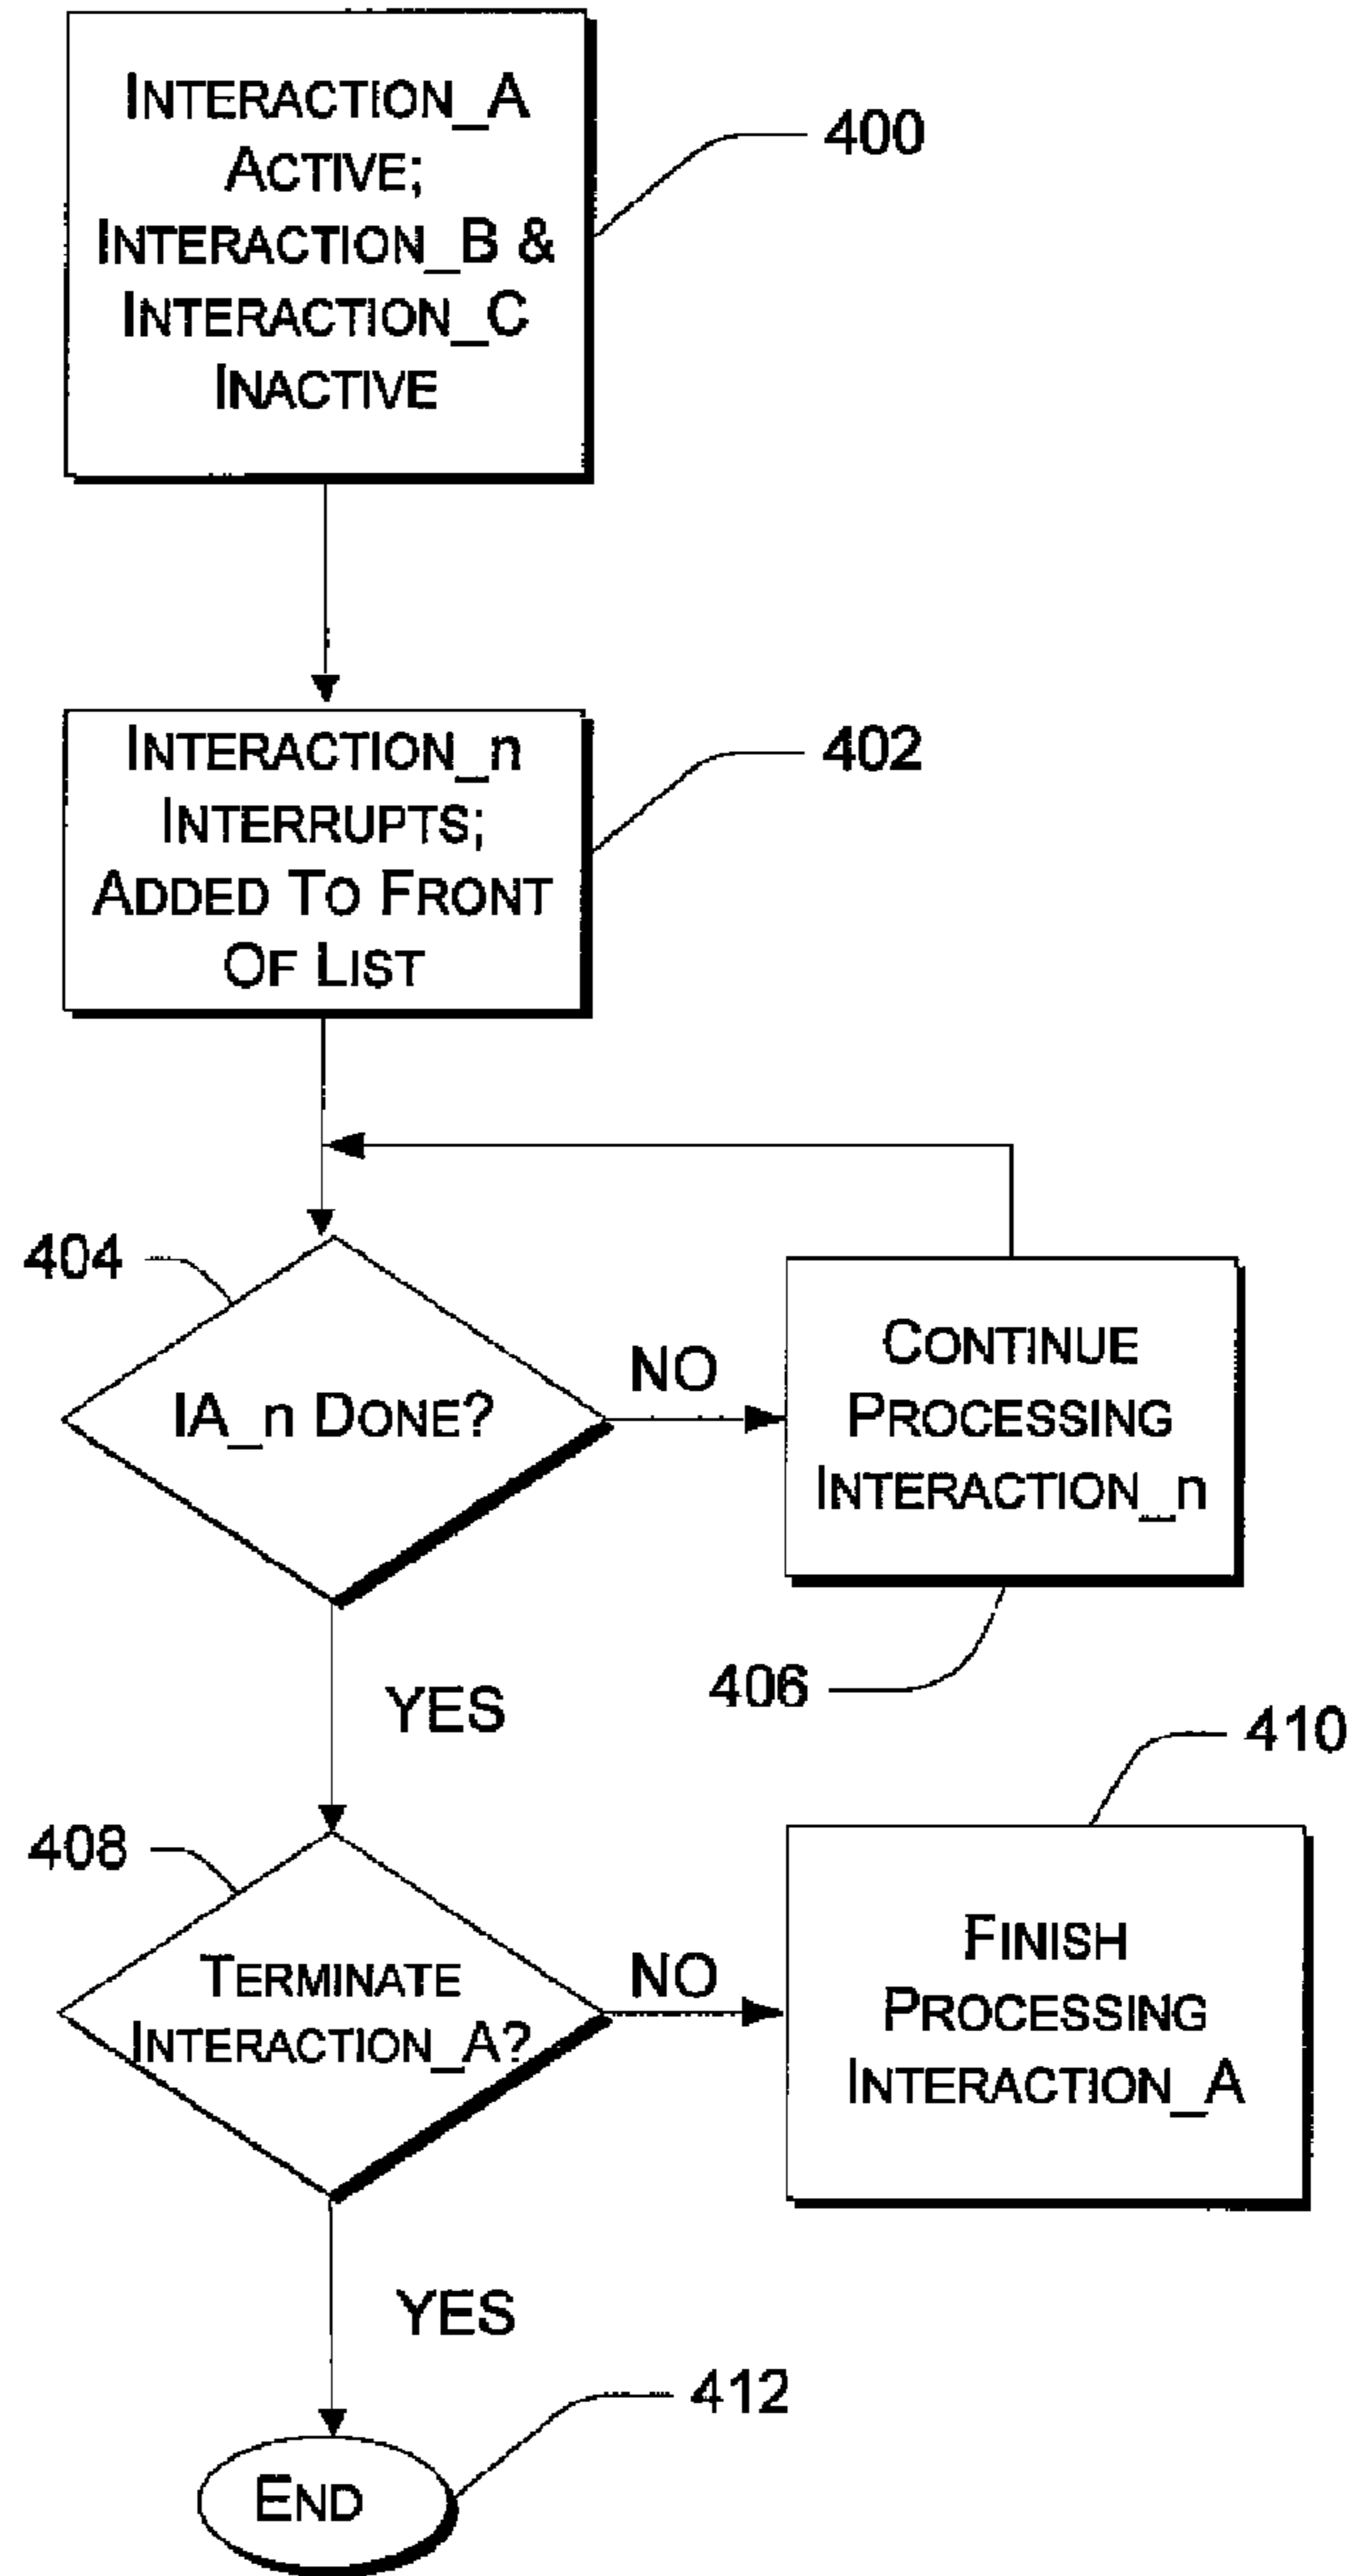 INTERACTION_A
ACTIVE;
INTERACTION_B &
INTERACTION_C
INACTIVE
400
INTERACTION_n
INTERRUPTS;
ADDED TO FRONT
OF LIST
402
404
IA_n DONE?
NO
CONTINUE
PROCESSING
INTERACTION_n
406
YES
408
TERMINATE
INTERACTION_A?
NO
410
FINISH
PROCESSING
INTERACTION_A
YES
412
END